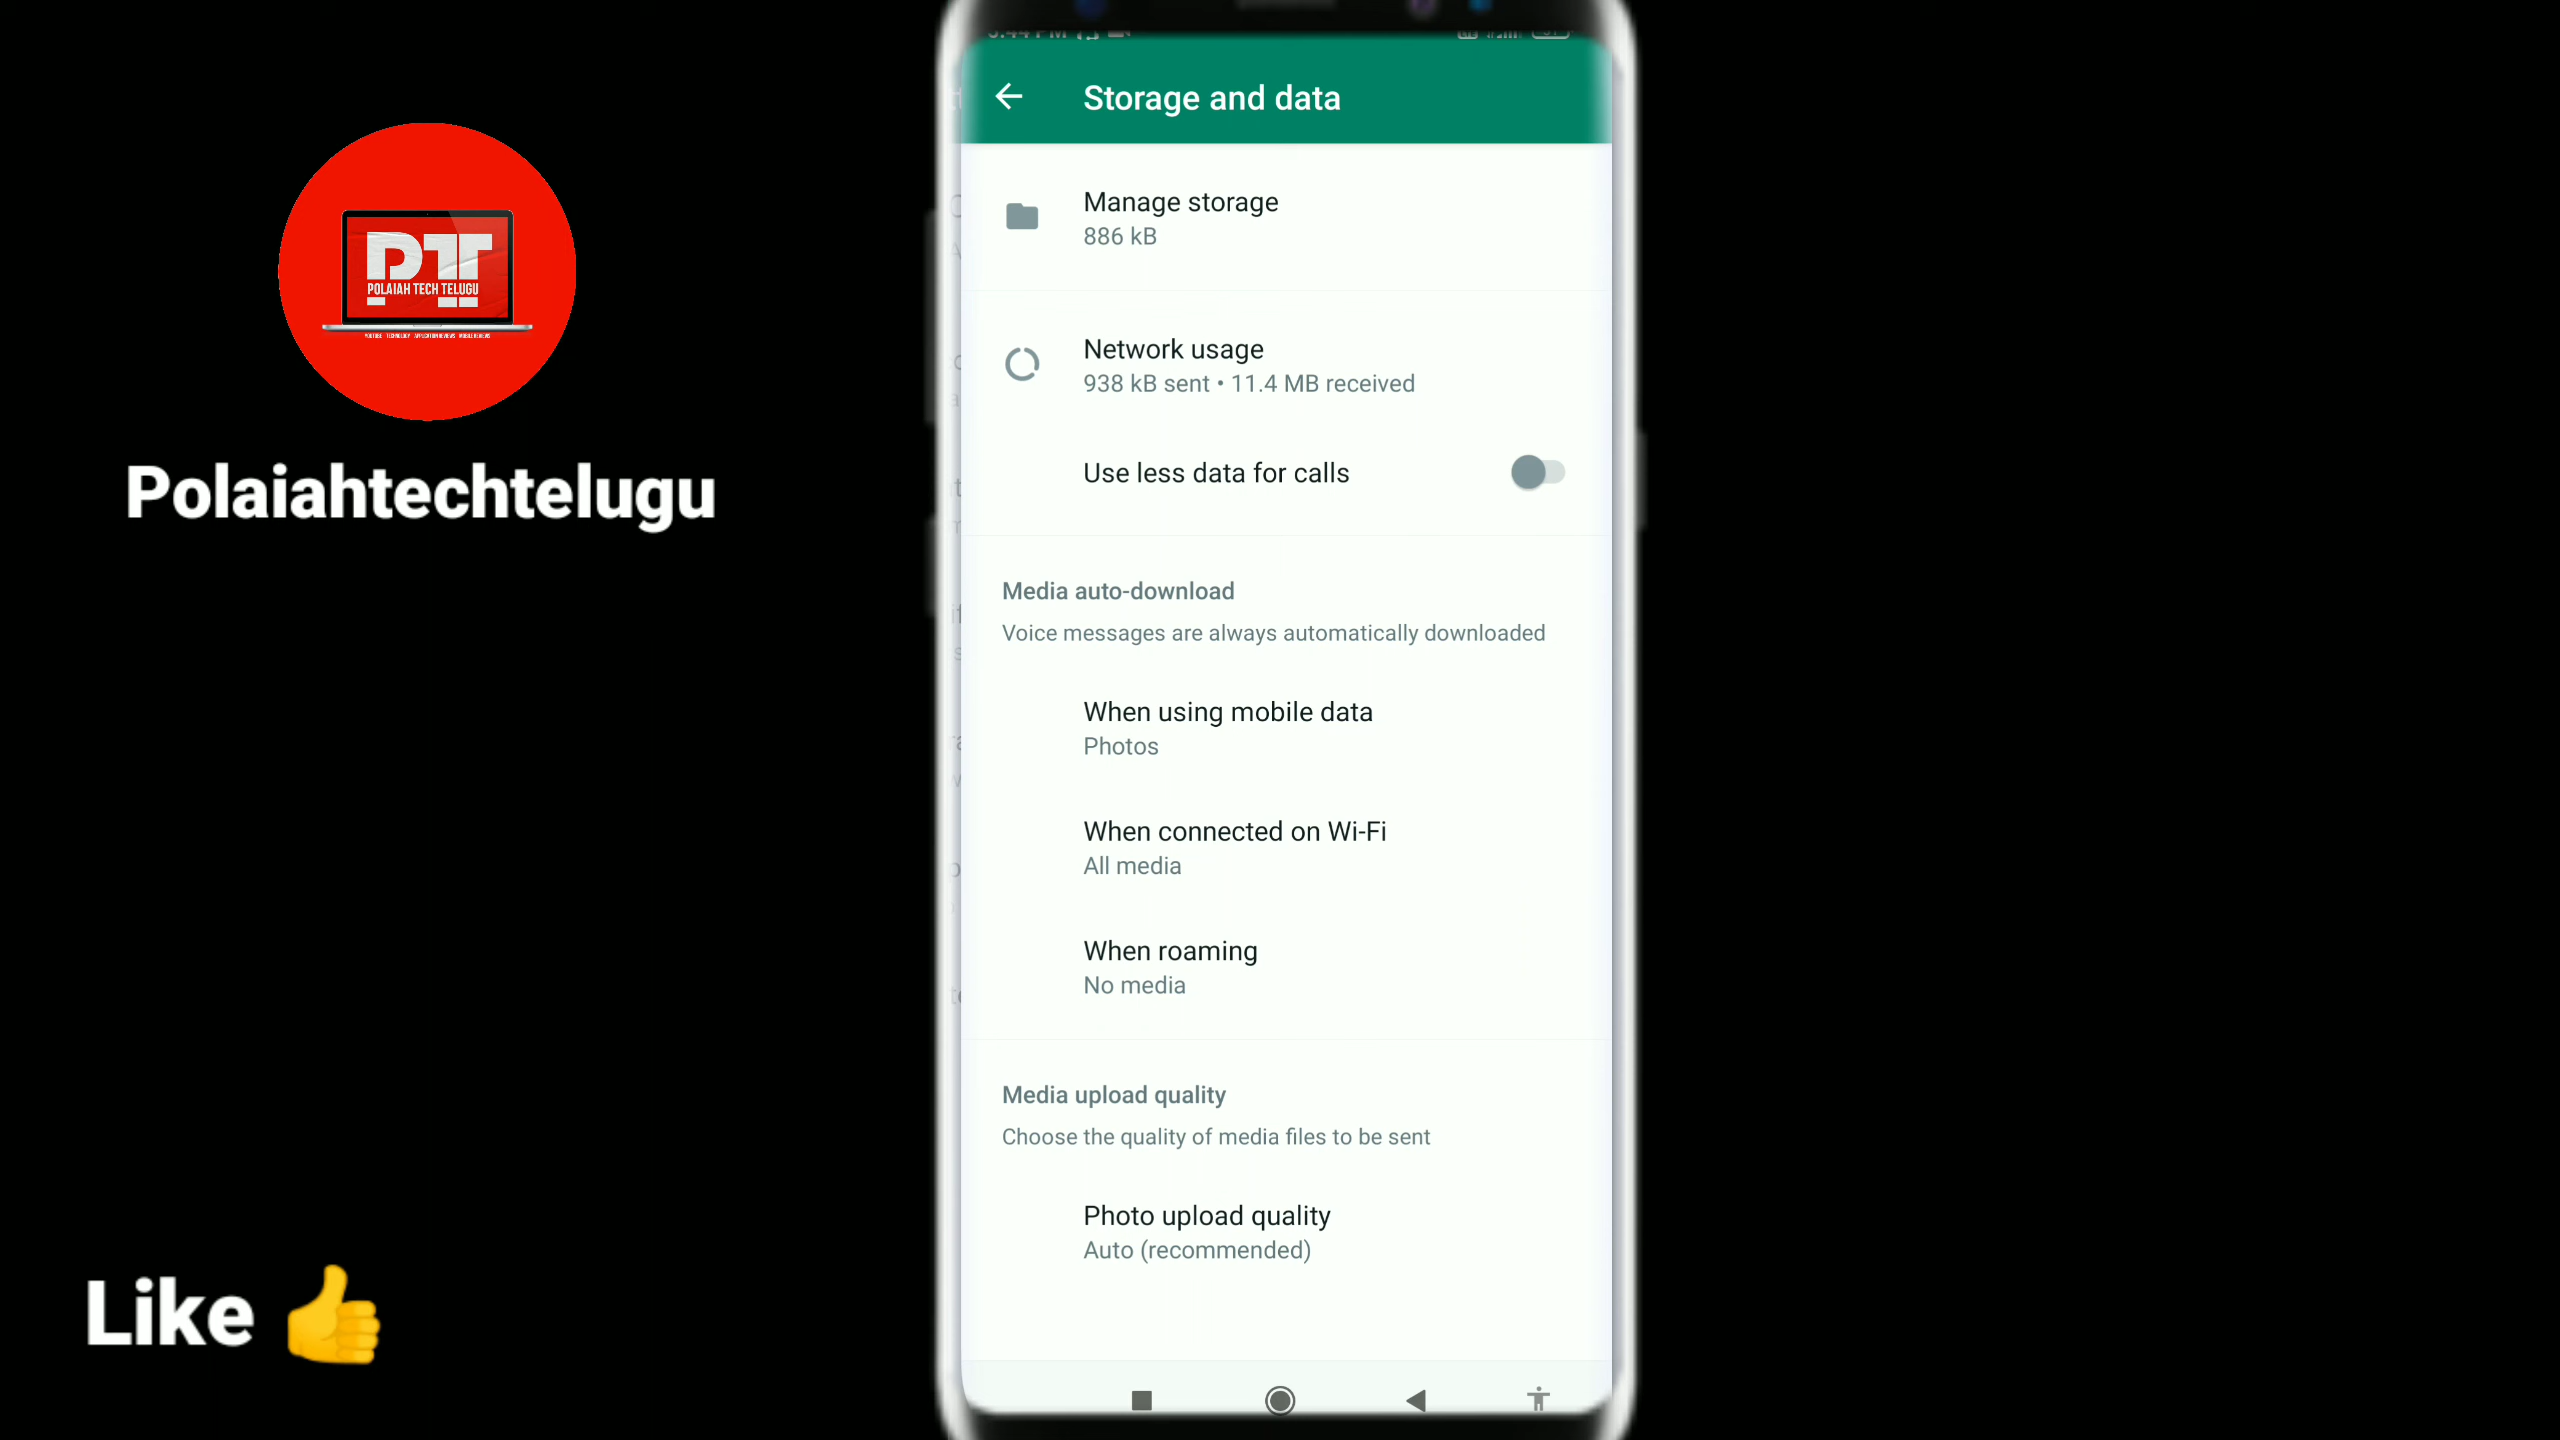 PTT
POLAIAH TECH TELUGU
Polaiahtechtelugu
Like 👍
Storage and data
Manage storage
886 kB
Network usage
938 kB sent • 11.4 MB received
Use less data for calls
Media auto-download
Voice messages are always automatically downloaded
When using mobile data
Photos
When connected on Wi-Fi
All media
When roaming
No media
Media upload quality
Choose the quality of media files to be sent
Photo upload quality
Auto (recommended)